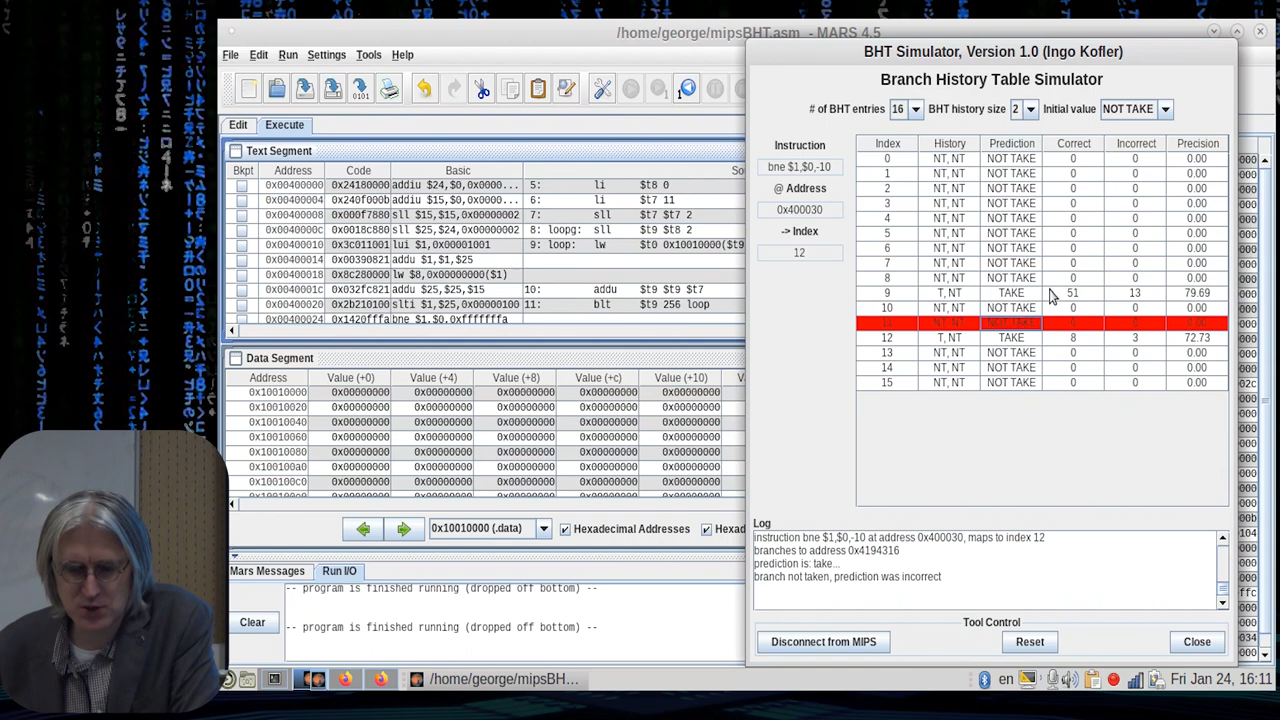 /home/george/mipsBHT.asm - MARS 4.5
File Edit Run Settings Tools Help
Edit Execute
Text Segment
Bkpt Address Code Basic So
0x00400000 0x24180000 addiu $24,$0,0x0000... 5: li $t8 0
0x00400004 0x240f000b addiu $15,$0,0x0000... 6: li $t7 11
0x00400008 0x000f7880 sll $15,$15,0x00000002 7: sll $t7 $t7 2
0x0040000c 0x0018c880 sll $25,$24,0x00000002 8: loopg: sll $t9 $t8 2
0x00400010 0x3c011001 lui $1,0x00001001 9: loop: lw $t0 0x10010000($t9
0x00400014 0x00390821 addu $1,$1,$25
0x00400018 0x8c280000 lw $8,0x00000000($1)
0x0040001c 0x032fc821 addu $25,$25,$15 10: addu $t9 $t9 $t7
0x00400020 0x2b210100 slti $1,$25,0x00000100 11: blt $t9 256 loop
0x00400024 0x1420fffa bne $1,$0,0xfffffffa
Data Segment
Address Value (+0) Value (+4) Value (+8) Value (+c) Value (+10) V
0x10010000 0x00000000 0x00000000 0x00000000 0x00000000 0x00000000
0x10010020 0x00000000 0x00000000 0x00000000 0x00000000 0x00000000
0x10010040 0x00000000 0x00000000 0x00000000 0x00000000 0x00000000
0x10010060 0x00000000 0x00000000 0x00000000 0x00000000 0x00000000
0x10010080 0x00000000 0x00000000 0x00000000 0x00000000 0x00000000
0x100100a0 0x00000000 0x00000000 0x00000000 0x00000000 0x00000000
0x100100c0 0x00000000 0x00000000 0x00000000 0x00000000 0x00000000
0x10010000 (.data) Hexadecimal Addresses Hexad
Mars Messages Run I/O
-- program is finished running (dropped off bottom) --
Clear
-- program is finished running (dropped off bottom) --
BHT Simulator, Version 1.0 (Ingo Kofler)
Branch History Table Simulator
# of BHT entries 16 BHT history size 2 Initial value NOT TAKE
Instruction
bne $1,$0,-10
@ Address
0x400030
-> Index
12
Index History Prediction Correct Incorrect Precision
0 NT, NT NOT TAKE 0 0 0.00
1 NT, NT NOT TAKE 0 0 0.00
2 NT, NT NOT TAKE 0 0 0.00
3 NT, NT NOT TAKE 0 0 0.00
4 NT, NT NOT TAKE 0 0 0.00
5 NT, NT NOT TAKE 0 0 0.00
6 NT, NT NOT TAKE 0 0 0.00
7 NT, NT NOT TAKE 0 0 0.00
8 NT, NT NOT TAKE 0 0 0.00
9 T, NT TAKE 51 13 79.69
10 NT, NT NOT TAKE 0 0 0.00
11 NT, NT NOT TAKE 0 0 0.00
12 T, NT TAKE 8 3 72.73
13 NT, NT NOT TAKE 0 0 0.00
14 NT, NT NOT TAKE 0 0 0.00
15 NT, NT NOT TAKE 0 0 0.00
Log
instruction bne $1,$0,-10 at address 0x400030, maps to index 12
branches to address 0x4194316
prediction is: take...
branch not taken, prediction was incorrect
Tool Control
Disconnect from MIPS Reset Close
/home/george/mipsBH... en Fri Jan 24, 16:11